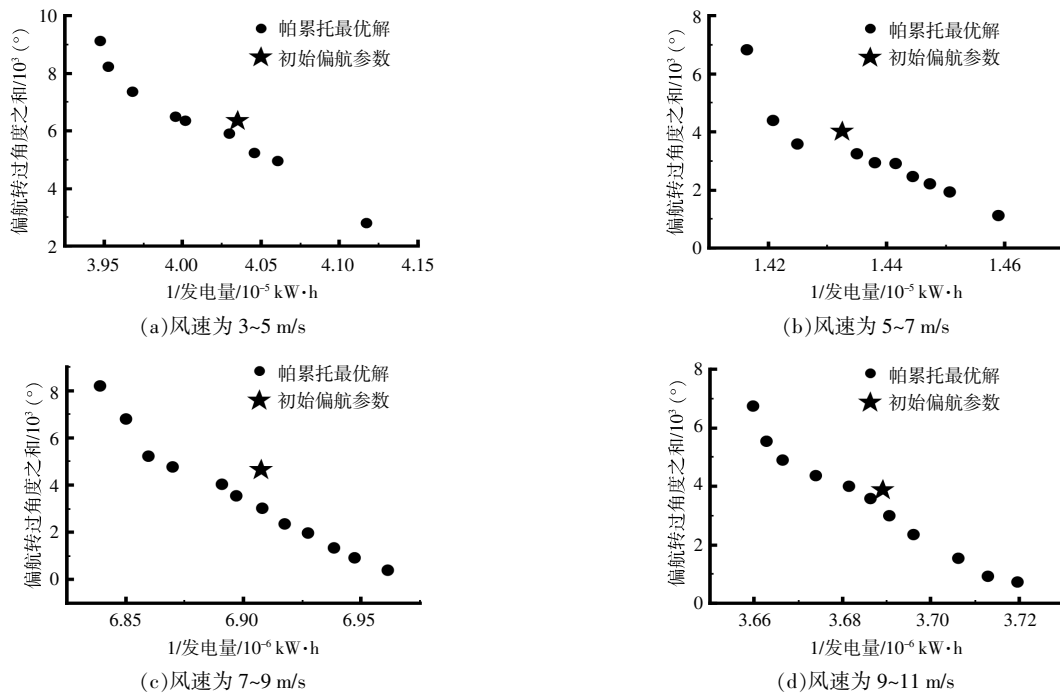 10
8
6
4
2
偏航转过角度之和/10³ (°)
帕累托最优解
初始偏航参数
3.95 4.00 4.05 4.10 4.15
1/发电量/10⁻⁵ kW·h
(a)风速为 3~5 m/s
8
6
4
2
0
偏航转过角度之和/10³ (°)
帕累托最优解
初始偏航参数
1.42 1.44 1.46
1/发电量/10⁻⁵ kW·h
(b)风速为 5~7 m/s
8
6
4
2
0
偏航转过角度之和/10³ (°)
帕累托最优解
初始偏航参数
6.85 6.90 6.95
1/发电量/10⁻⁶ kW·h
(c)风速为 7~9 m/s
8
6
4
2
0
偏航转过角度之和/10³ (°)
帕累托最优解
初始偏航参数
3.66 3.68 3.70 3.72
1/发电量/10⁻⁶ kW·h
(d)风速为 9~11 m/s